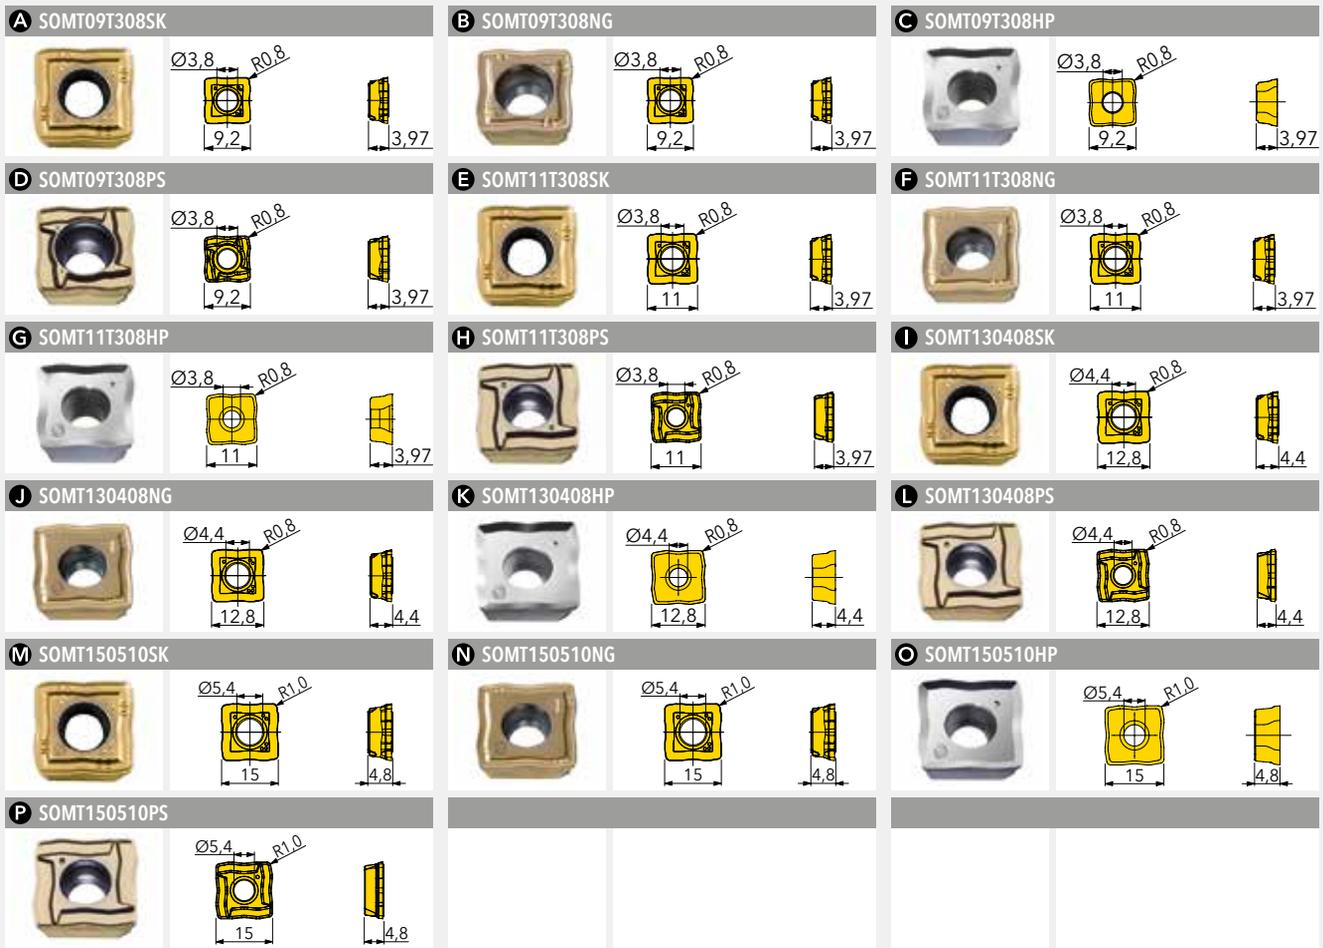 A SOMT09T308SK
Ø3,8
R0,8
9,2
3,97
B SOMT09T308NG
Ø3,8
R0,8
9,2
3,97
C SOMT09T308HP
Ø3,8
R0,8
9,2
3,97
D SOMT09T308PS
Ø3,8
R0,8
9,2
3,97
E SOMT11T308SK
Ø3,8
R0,8
11
3,97
F SOMT11T308NG
Ø3,8
R0,8
11
3,97
G SOMT11T308HP
Ø3,8
R0,8
11
3,97
H SOMT11T308PS
Ø3,8
R0,8
11
3,97
I SOMT130408SK
Ø4,4
R0,8
12,8
4,4
J SOMT130408NG
Ø4,4
R0,8
12,8
4,4
K SOMT130408HP
Ø4,4
R0,8
12,8
4,4
L SOMT130408PS
Ø4,4
R0,8
12,8
4,4
M SOMT150510SK
Ø5,4
R1,0
15
4,8
N SOMT150510NG
Ø5,4
R1,0
15
4,8
O SOMT150510HP
Ø5,4
R1,0
15
4,8
P SOMT150510PS
Ø5,4
R1,0
15
4,8